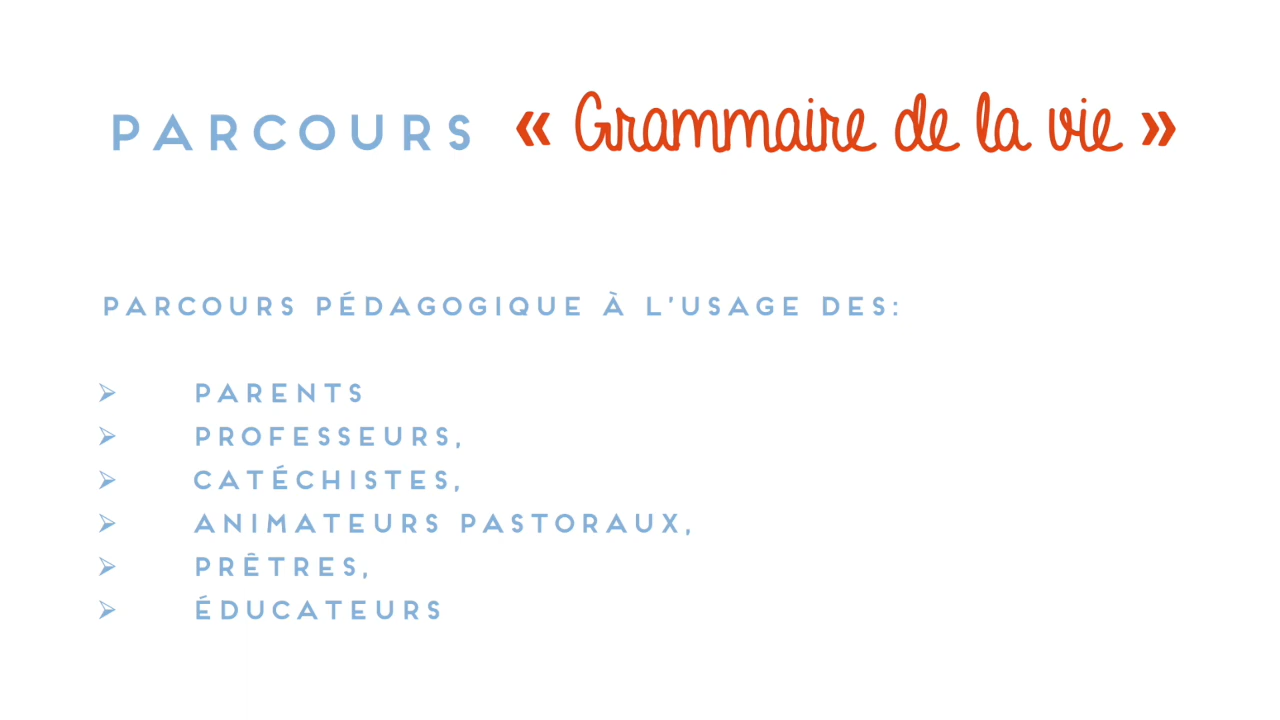 PARCOURS « Grammaire de la vie »
PARCOURS PÉDAGOGIQUE À L'USAGE DES:
➢ PARENTS
➢ PROFESSEURS,
➢ CATÉCHISTES,
➢ ANIMATEURS PASTORAUX,
➢ PRÊTRES,
➢ ÉDUCATEURS